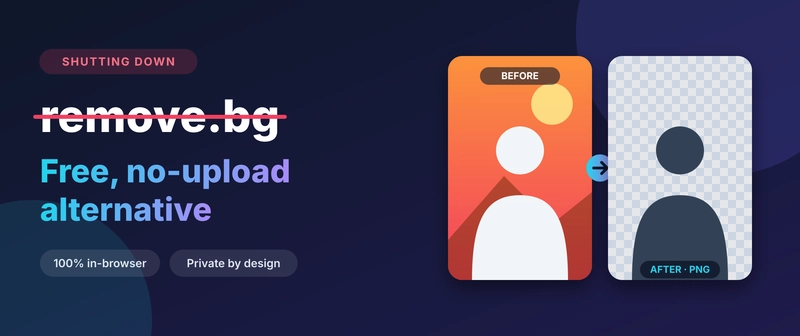 SHUTTING DOWN
remove.bg
Free, no-upload
alternative
100% in-browser
Private by design
BEFORE
AFTER · PNG